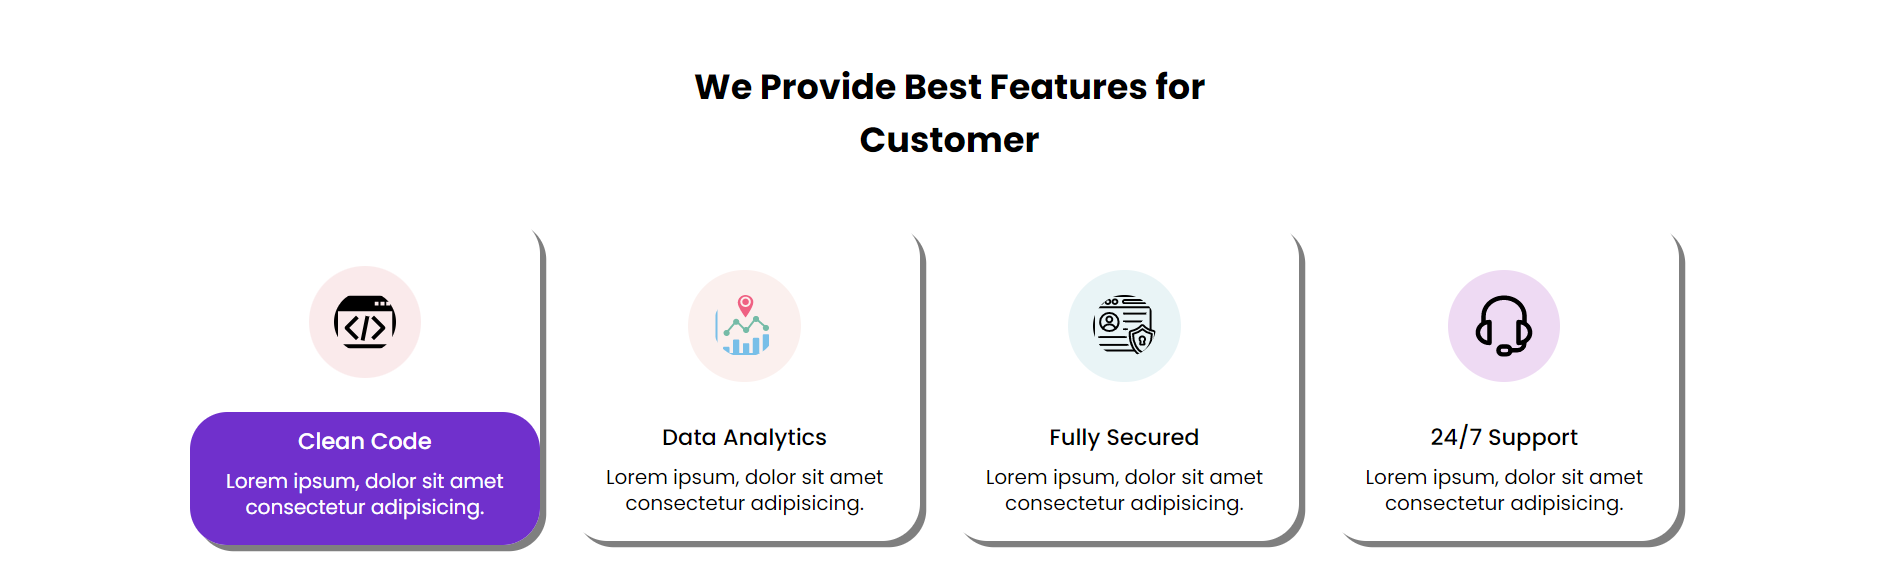 We Provide Best Features for
Customer
Clean Code
Lorem ipsum, dolor sit amet
consectetur adipisicing.
Data Analytics
Lorem ipsum, dolor sit amet
consectetur adipisicing.
Fully Secured
Lorem ipsum, dolor sit amet
consectetur adipisicing.
24/7 Support
Lorem ipsum, dolor sit amet
consectetur adipisicing.